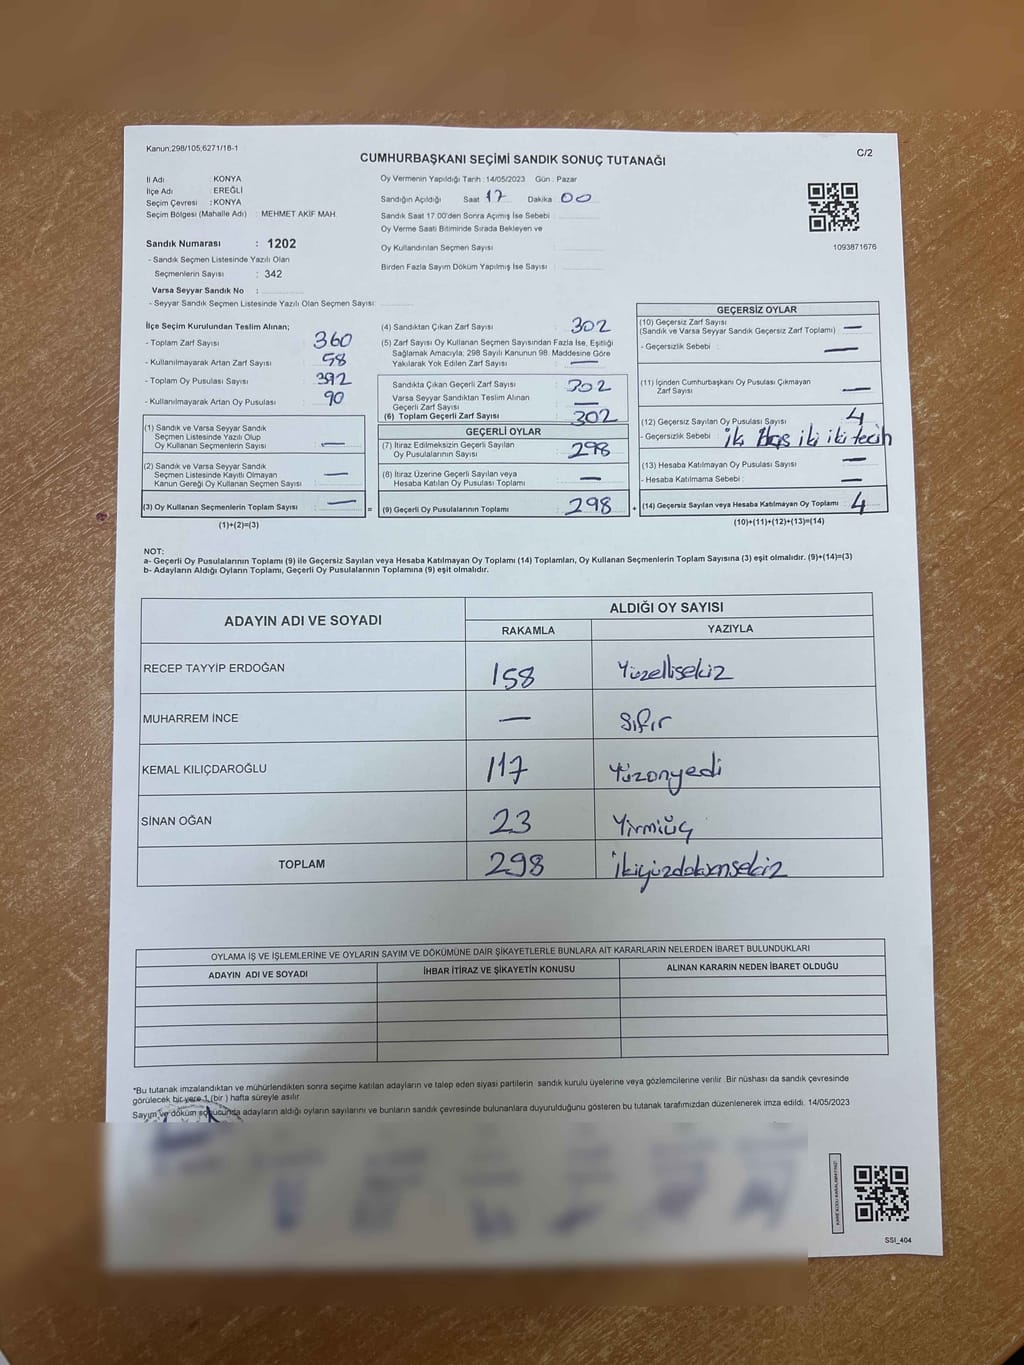 Kanun;298/105;6271/18-1
CUMHURBAŞKANI SEÇİMİ SANDIK SONUÇ TUTANAĞI
C/2
İl Adı : KONYA
İlçe Adı : EREĞLİ
Seçim Çevresi : KONYA
Seçim Bölgesi (Mahalle Adı) : MEHMET AKİF MAH.
Sandık Numarası : 1202
- Sandık Seçmen Listesinde Yazılı Olan
Seçmenlerin Sayısı : 342
Varsa Seyyar Sandık No :
- Seyyar Sandık Seçmen Listesinde Yazılı Olan Seçmen Sayısı:
Oy Vermenin Yapıldığı Tarih : 14/05/2023 Gün : Pazar
Sandığın Açıldığı Saat 17 Dakika 00
Sandık Saat 17.00'den Sonra Açımış İse Sebebi :
Oy Verme Saati Bitiminde Sırada Bekleyen ve
Oy Kullandırılan Seçmen Sayısı :
Birden Fazla Sayım Döküm Yapılmış İse Sayısı :
1093871676
İlçe Seçim Kurulundan Teslim Alınan;
- Toplam Zarf Sayısı : 360
- Kullanılmayarak Artan Zarf Sayısı : 58
- Toplam Oy Pusulası Sayısı : 392
- Kullanılmayarak Artan Oy Pusulası : 90
(1) Sandık ve Varsa Seyyar Sandık
Seçmen Listesinde Yazılı Olup
Oy Kullanan Seçmenlerin Sayısı : —
(2) Sandık ve Varsa Seyyar Sandık
Seçmen Listesinde Kayıtlı Olmayan
Kanun Gereği Oy Kullanan Seçmen Sayısı : —
(3) Oy Kullanan Seçmenlerin Toplam Sayısı : —
(1)+(2)=(3)
(4) Sandıktan Çıkan Zarf Sayısı : 302
(5) Zarf Sayısı Oy Kullanan Seçmen Sayısından Fazla İse, Eşitliği
Sağlamak Amacıyla; 298 Sayılı Kanunun 98. Maddesine Göre
Yakılarak Yok Edilen Zarf Sayısı : —
Sandıkta Çıkan Geçerli Zarf Sayısı : 302
Varsa Seyyar Sandıktan Teslim Alınan
Geçerli Zarf Sayısı : —
(6) Toplam Geçerli Zarf Sayısı : 302
GEÇERLİ OYLAR
(7) İtiraz Edilmeksizin Geçerli Sayılan
Oy Pusulalarının Sayısı : 298
(8) İtiraz Üzerine Geçerli Sayılan veya
Hesaba Katılan Oy Pusulası Toplamı : —
= (9) Geçerli Oy Pusulalarının Toplamı : 298 +
GEÇERSİZ OYLAR
(10) Geçersiz Zarf Sayısı
(Sandık ve Varsa Seyyar Sandık Geçersiz Zarf Toplamı) : —
- Geçersizlik Sebebi : —
(11) İçinden Cumhurbaşkanı Oy Pusulası Çıkmayan
Zarf Sayısı : —
(12) Geçersiz Sayılan Oy Pusulası Sayısı : 4
- Geçersizlik Sebebi : iki iki iki
(13) Hesaba Katılmayan Oy Pusulası Sayısı : —
- Hesaba Katılmama Sebebi : —
(14) Geçersiz Sayılan veya Hesaba Katılmayan Oy Toplamı : 4
(10)+(11)+(12)+(13)=(14)
NOT:
a- Geçerli Oy Pusulalarının Toplamı (9) ile Geçersiz Sayılan veya Hesaba Katılmayan Oy Toplamı (14) Toplamları, Oy Kullanan Seçmenlerin Toplam Sayısına (3) eşit olmalıdır. (9)+(14)=(3)
b- Adayların Aldığı Oyların Toplamı, Geçerli Oy Pusulalarının Toplamına (9) eşit olmalıdır.
ADAYIN ADI VE SOYADI
ALDIĞI OY SAYISI
RAKAMLA YAZIYLA
RECEP TAYYİP ERDOĞAN 158 Yüzellisekiz
MUHARREM İNCE — Sıfır
KEMAL KILIÇDAROĞLU 117 Yüzonyedi
SİNAN OĞAN 23 Yirmiüç
TOPLAM 298 İkiyüzdoksansekiz
OYLAMA İŞ VE İŞLEMLERİNE VE OYLARIN SAYIM VE DÖKÜMÜNE DAİR ŞİKAYETLERLE BUNLARA AİT KARARLARIN NELERDEN İBARET BULUNDUKLARI
ADAYIN ADI VE SOYADI İHBAR İTİRAZ VE ŞİKAYETİN KONUSU ALINAN KARARIN NEDEN İBARET OLDUĞU
*Bu tutanak imzalandıktan ve mühürlendikten sonra seçime katılan adayların ve talep eden siyasi partilerin sandık kurulu üyelerine veya gözlemcilerine verilir. Bir nüshası da sandık çevresinde
görülecek bir yere 1 (bir ) hafta süreyle asılır.
Sayım ve döküm sonucunda adayların aldığı oyların sayılarını ve bunların sandık çevresinde bulunanlara duyurulduğunu gösteren bu tutanak tarafımızdan düzenlenerek imza edildi. 14/05/2023
SSI_404